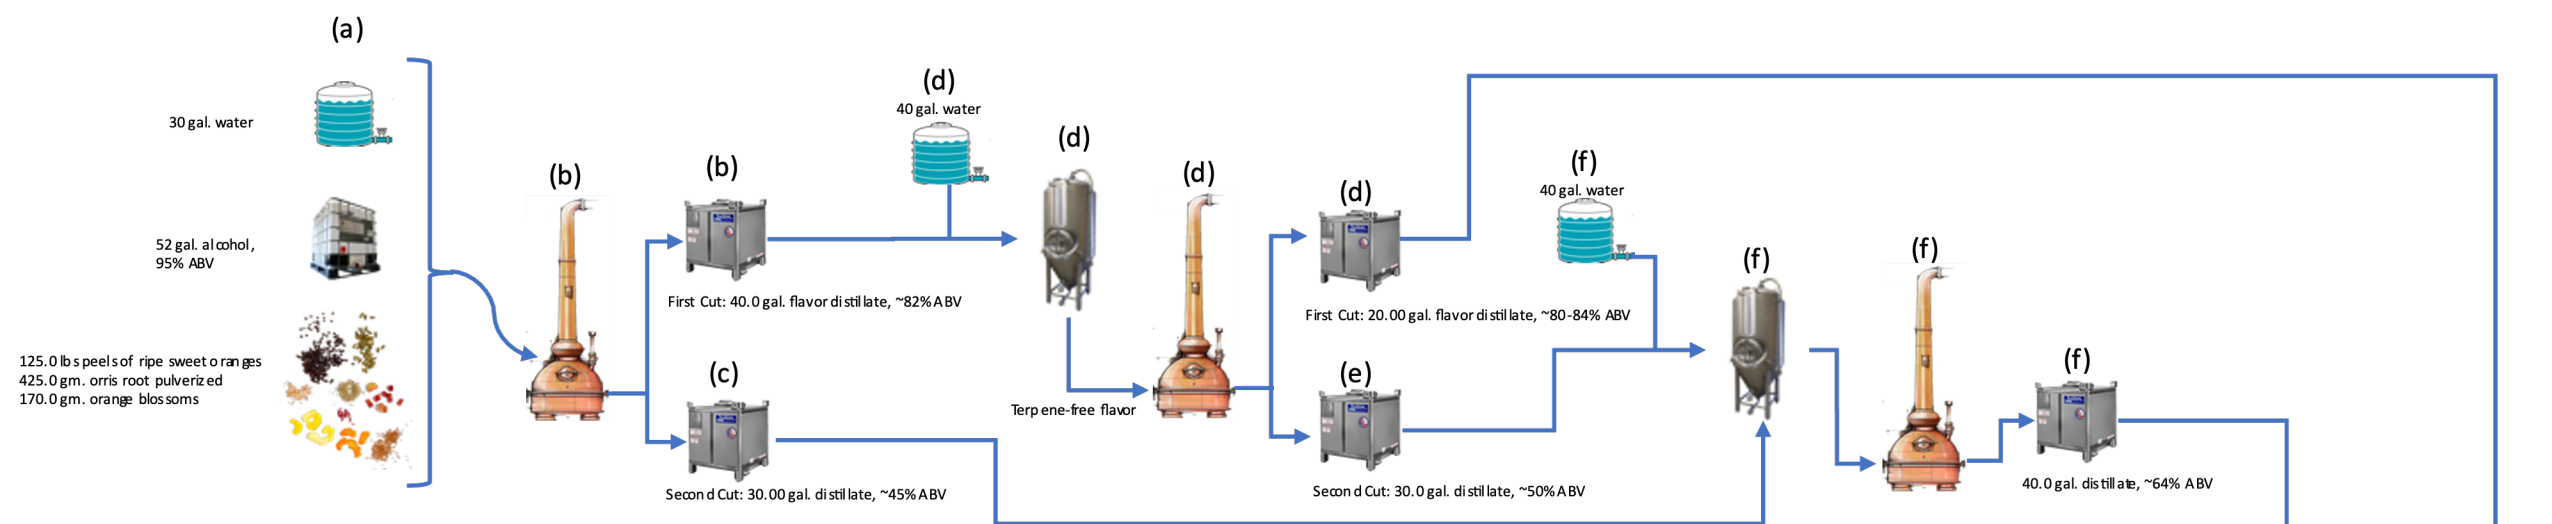 (a)
30 gal. water
52 gal. alcohol,
95% ABV
125.0 lbs peels of ripe sweet oranges
425.0 gm. orris root pulverized
170.0 gm. orange blossoms
(b)
(b)
First Cut: 40.0 gal. flavor distillate, ~82% ABV
(c)
Second Cut: 30.00 gal. distillate, ~45% ABV
(d)
40 gal. water
(d)
Terpene-free flavor
(d)
(d)
First Cut: 20.00 gal. flavor distillate, ~80-84% ABV
(e)
Second Cut: 30.0 gal. distillate, ~50% ABV
(f)
40 gal. water
(f)
(f)
(f)
40.0 gal. distillate, ~64% ABV